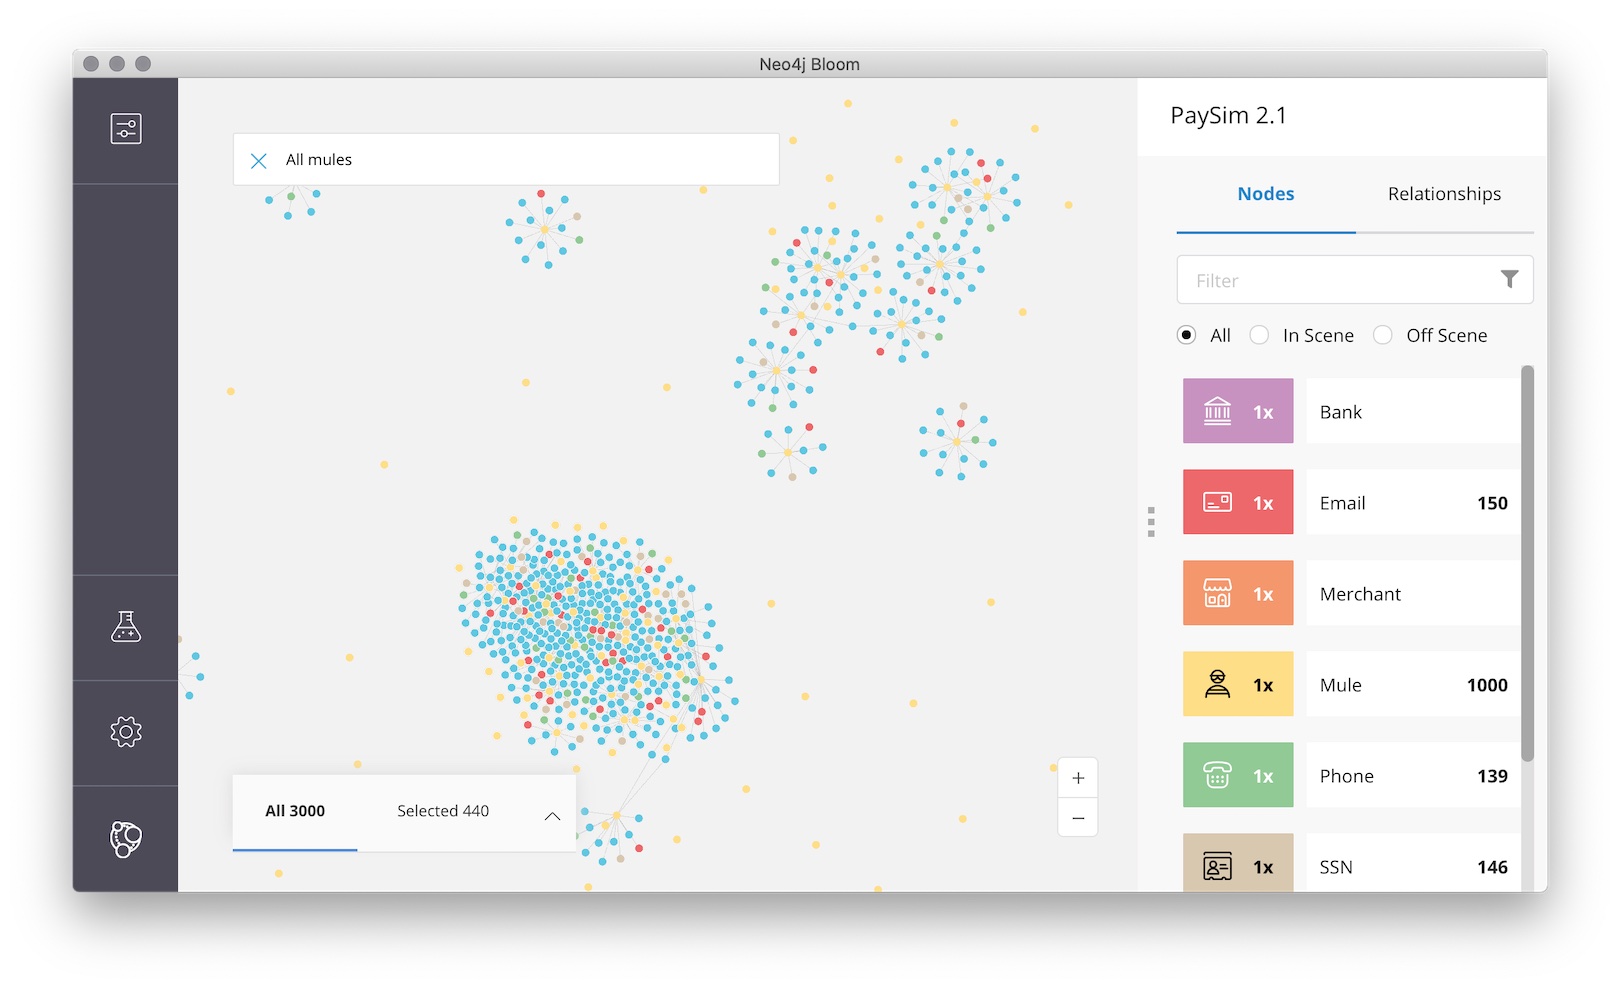 Neo4j Bloom
All mules
All 3000
Selected 440
+
−
PaySim 2.1
Nodes
Relationships
Filter
All
In Scene
Off Scene
1x Bank
1x Email 150
1x Merchant
1x Mule 1000
1x Phone 139
1x SSN 146